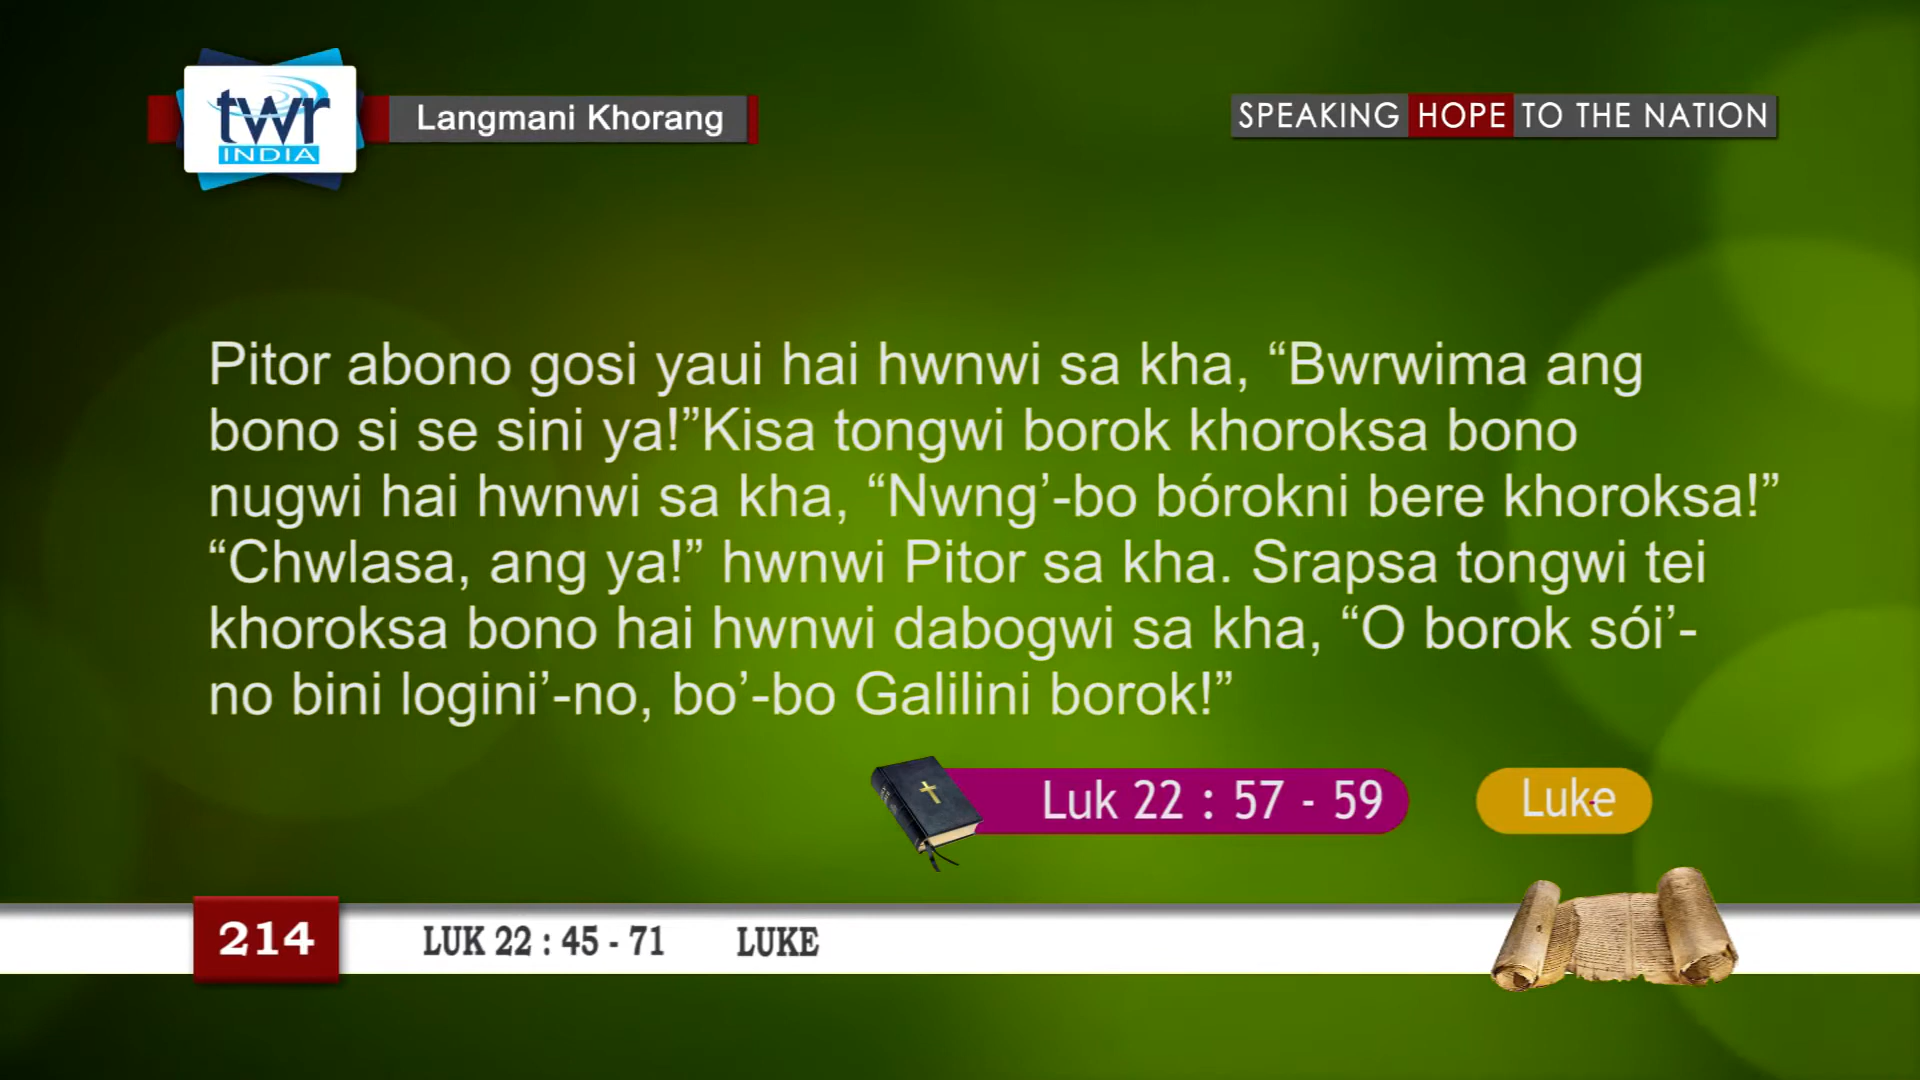 twr
INDIA
Langmani Khorang
SPEAKING HOPE TO THE NATION
Pitor abono gosi yaui hai hwnwi sa kha, “Bwrwima ang
bono si se sini ya!”Kisa tongwi borok khoroksa bono
nugwi hai hwnwi sa kha, “Nwng’-bo bórokni bere khoroksa!”
“Chwlasa, ang ya!” hwnwi Pitor sa kha. Srapsa tongwi tei
khoroksa bono hai hwnwi dabogwi sa kha, “O borok sói’-
no bini logini’-no, bo’-bo Galilini borok!”
Luk 22 : 57 - 59
Luke
214
LUK 22 : 45 - 71
LUKE